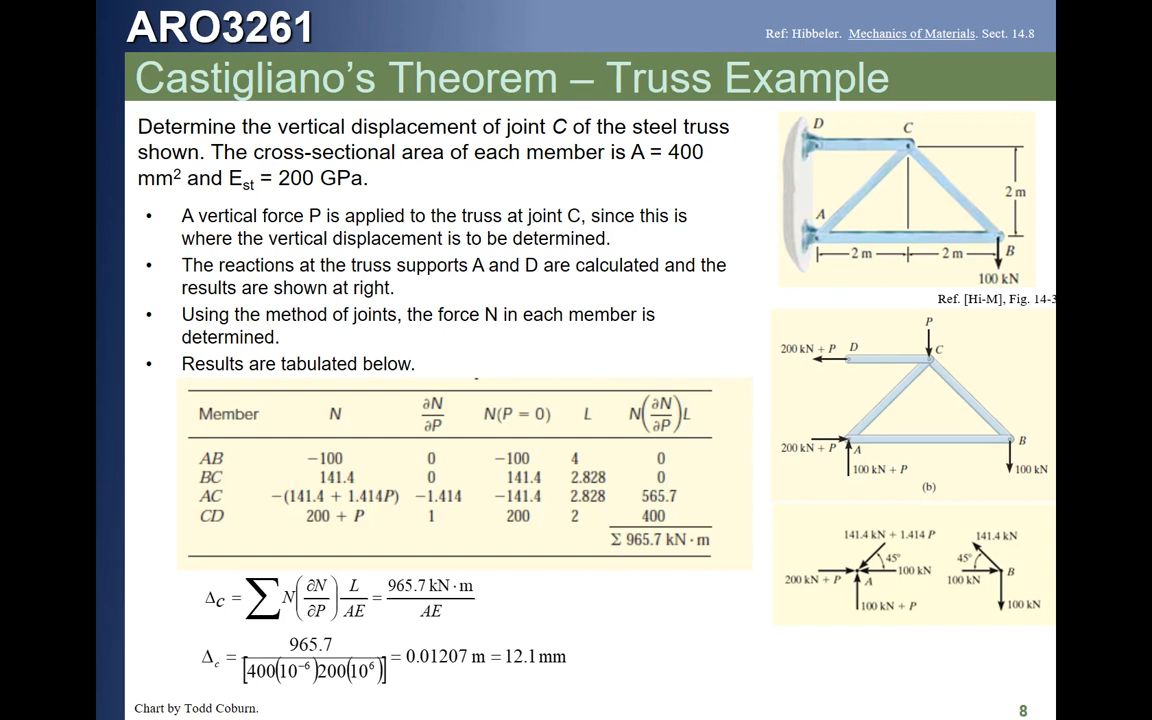 ARO3261
Ref: Hibbeler. Mechanics of Materials. Sect. 14.8
Castigliano's Theorem – Truss Example
Determine the vertical displacement of joint C of the steel truss
shown. The cross-sectional area of each member is A = 400
mm² and E_st = 200 GPa.
• A vertical force P is applied to the truss at joint C, since this is
where the vertical displacement is to be determined.
• The reactions at the truss supports A and D are calculated and the
results are shown at right.
• Using the method of joints, the force N in each member is
determined.
• Results are tabulated below.
Member N ∂N/∂P N(P = 0) L N(∂N/∂P)L
AB −100 0 −100 4 0
BC 141.4 0 141.4 2.828 0
AC −(141.4 + 1.414P) −1.414 −141.4 2.828 565.7
CD 200 + P 1 200 2 400
Σ 965.7 kN · m
Δ_C = ∑ N(∂N/∂P) L/AE = 965.7 kN · m/AE
Δ_c = 965.7/[400(10⁻⁶)200(10⁶)] = 0.01207 m = 12.1 mm
D
C
2 m
A
2 m
2 m
B
100 kN
Ref. [Hi-M], Fig. 14-3
P
200 kN + P D
C
200 kN + P
A
B
100 kN + P
100 kN
(b)
141.4 kN + 1.414 P
141.4 kN
45°
45°
100 kN
200 kN + P
A
100 kN
B
100 kN + P
100 kN
Chart by Todd Coburn.
8